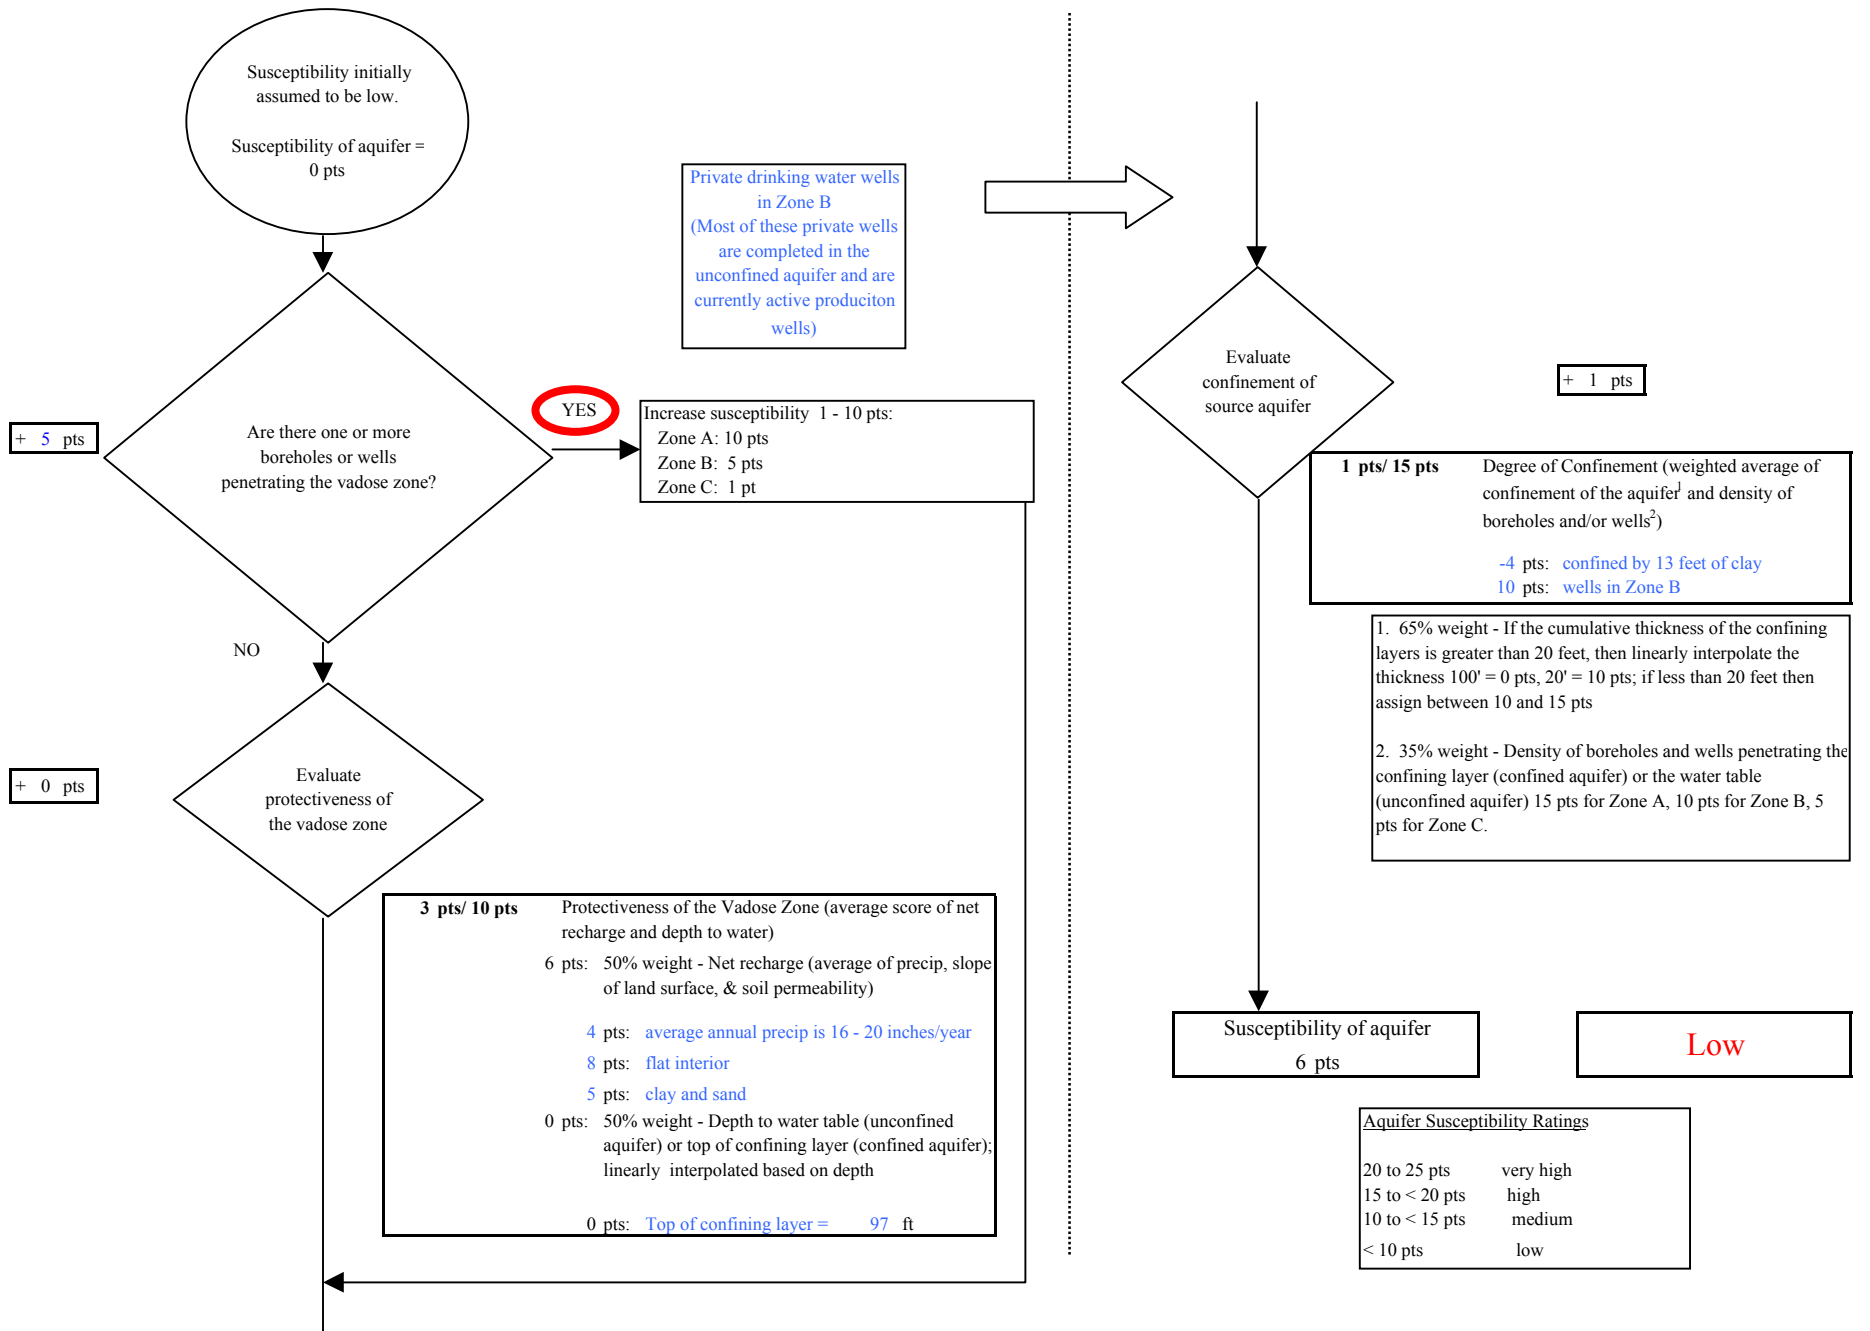 Susceptibility initially
assumed to be low.
Susceptibility of aquifer =
0 pts
Private drinking water wells
in Zone B
(Most of these private wells
are completed in the
unconfined aquifer and are
currently active produciton
wells)
+ 5 pts
Are there one or more
boreholes or wells
penetrating the vadose zone?
YES
Increase susceptibility 1 - 10 pts:
Zone A: 10 pts
Zone B: 5 pts
Zone C: 1 pt
NO
+ 0 pts
Evaluate
protectiveness of
the vadose zone
3 pts/ 10 pts Protectiveness of the Vadose Zone (average score of net
recharge and depth to water)
6 pts: 50% weight - Net recharge (average of precip, slope
of land surface, & soil permeability)
4 pts: average annual precip is 16 - 20 inches/year
8 pts: flat interior
5 pts: clay and sand
0 pts: 50% weight - Depth to water table (unconfined
aquifer) or top of confining layer (confined aquifer);
linearly interpolated based on depth
0 pts: Top of confining layer = 97 ft
Evaluate
confinement of
source aquifer
+ 1 pts
1 pts/ 15 pts Degree of Confinement (weighted average of
confinement of the aquifer1 and density of
boreholes and/or wells2)
-4 pts: confined by 13 feet of clay
10 pts: wells in Zone B
1. 65% weight - If the cumulative thickness of the confining
layers is greater than 20 feet, then linearly interpolate the
thickness 100' = 0 pts, 20' = 10 pts; if less than 20 feet then
assign between 10 and 15 pts
2. 35% weight - Density of boreholes and wells penetrating the
confining layer (confined aquifer) or the water table
(unconfined aquifer) 15 pts for Zone A, 10 pts for Zone B, 5
pts for Zone C.
Susceptibility of aquifer
6 pts
Low
Aquifer Susceptibility Ratings
20 to 25 pts very high
15 to < 20 pts high
10 to < 15 pts medium
< 10 pts low